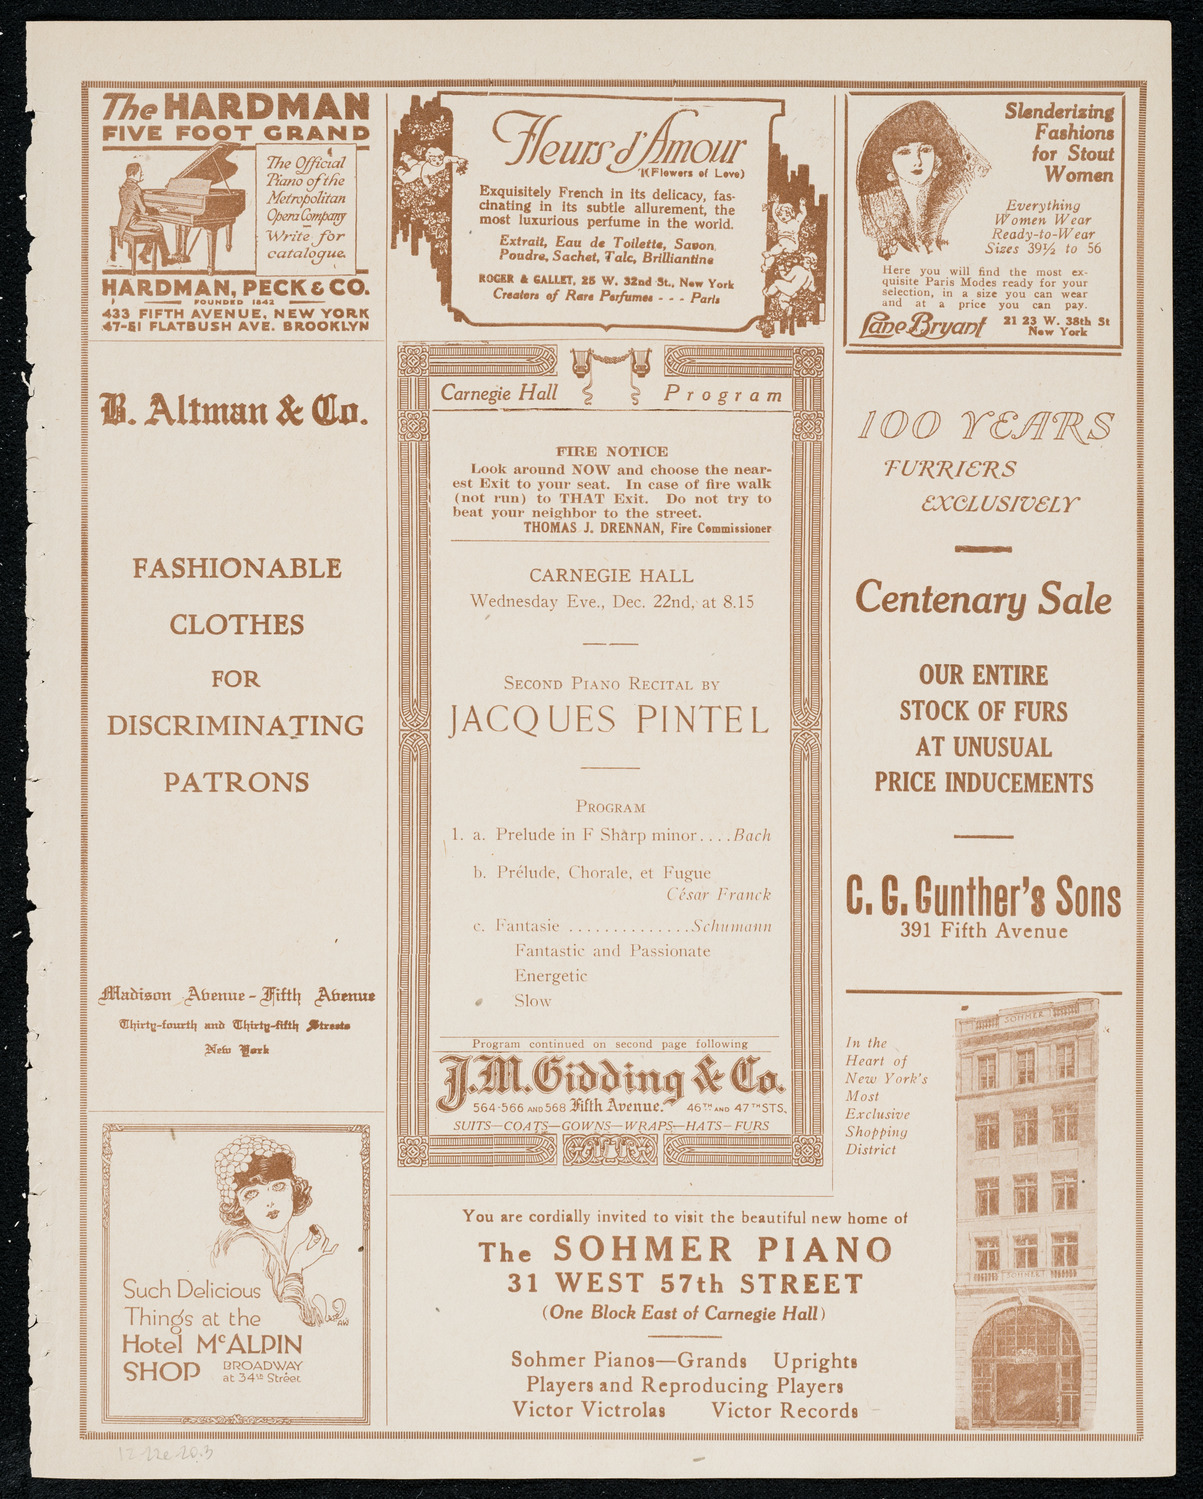 The HARDMAN
FIVE FOOT GRAND
The Official
Piano of the
Metropolitan
Opera Company
Write for
catalogue.
HARDMAN, PECK & CO.
FOUNDED 1842
433 FIFTH AVENUE, NEW YORK
47-51 FLATBUSH AVE. BROOKLYN
Fleurs d'Amour
(Flowers of Love)
Exquisitely French in its delicacy, fas-
cinating in its subtle allurement, the
most luxurious perfume in the world.
Extrait, Eau de Toilette, Savon,
Poudre, Sachet, Talc, Brilliantine
ROGER & GALLET, 25 W. 32nd St., New York
Creators of Rare Perfumes - - - Paris
Slenderizing
Fashions
for Stout
Women
Everything
Women Wear
Ready-to-Wear
Sizes 39½ to 56
Here you will find the most ex-
quisite Paris Modes ready for your
selection, in a size you can wear
and at a price you can pay.
Lane Bryant 21 23 W. 38th St
New York
B. Altman & Co.
FASHIONABLE
CLOTHES
FOR
DISCRIMINATING
PATRONS
Madison Avenue - Fifth Avenue
Thirty-fourth and Thirty-fifth Streets
New York
Such Delicious
Things at the
Hotel McALPIN
SHOP BROADWAY
at 34th Street
Carnegie Hall Program
FIRE NOTICE
Look around NOW and choose the near-
est Exit to your seat. In case of fire walk
(not run) to THAT Exit. Do not try to
beat your neighbor to the street.
THOMAS J. DRENNAN, Fire Commissioner
CARNEGIE HALL
Wednesday Eve., Dec. 22nd, at 8.15
SECOND PIANO RECITAL BY
JACQUES PINTEL
PROGRAM
1. a. Prelude in F Sharp minor....Bach
b. Prélude, Chorale, et Fugue
César Franck
c. Fantasie ..............Schumann
Fantastic and Passionate
Energetic
Slow
Program continued on second page following
J.M. Gidding & Co.
564-566 AND 568 Fifth Avenue. 46TH AND 47TH STS.
SUITS—COATS—GOWNS—WRAPS—HATS—FURS
100 YEARS
FURRIERS
EXCLUSIVELY
Centenary Sale
OUR ENTIRE
STOCK OF FURS
AT UNUSUAL
PRICE INDUCEMENTS
C. G. Gunther's Sons
391 Fifth Avenue
In the
Heart of
New York's
Most
Exclusive
Shopping
District
SOHMER
SOHMER
You are cordially invited to visit the beautiful new home of
The SOHMER PIANO
31 WEST 57th STREET
(One Block East of Carnegie Hall)
Sohmer Pianos—Grands Uprights
Players and Reproducing Players
Victor Victrolas Victor Records